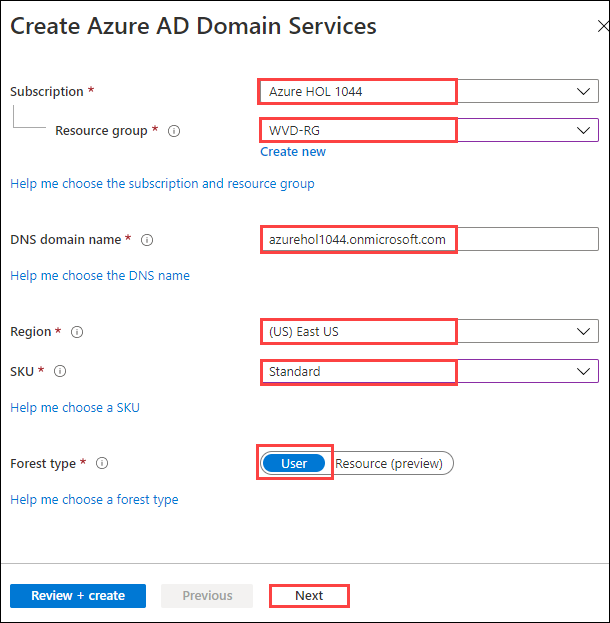 Create Azure AD Domain Services
Subscription *
Azure HOL 1044
Resource group *
WVD-RG
Create new
Help me choose the subscription and resource group
DNS domain name *
azurehol1044.onmicrosoft.com
Help me choose the DNS name
Region *
(US) East US
SKU *
Standard
Help me choose a SKU
Forest type *
User Resource (preview)
Help me choose a forest type
Review + create Previous Next